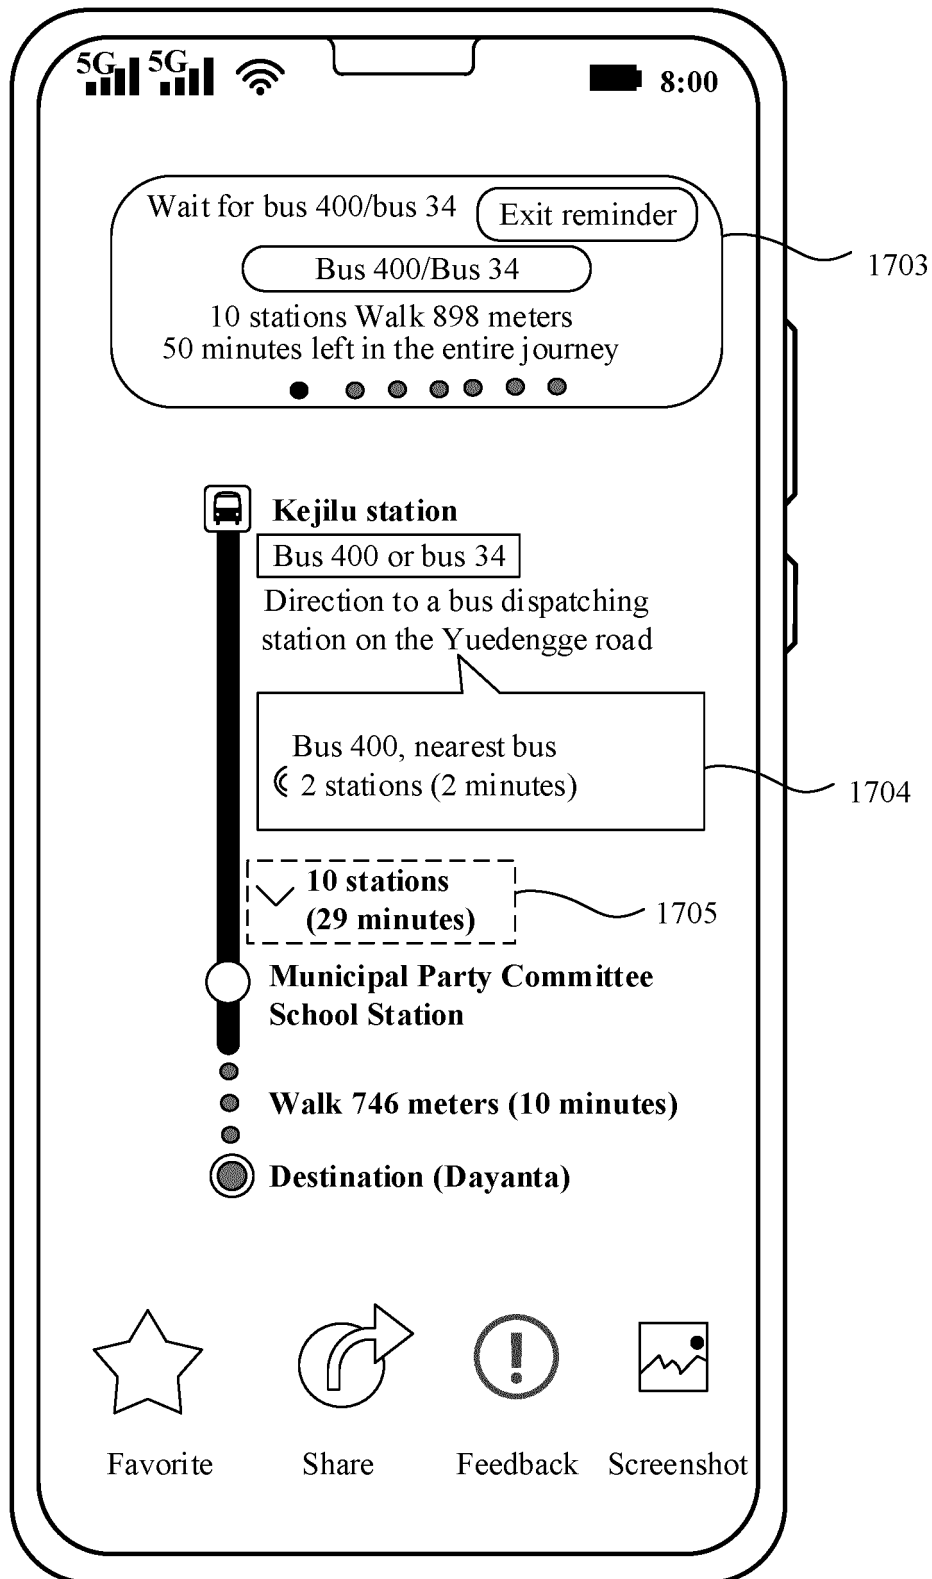 5G 5G 8:00
Wait for bus 400/bus 34
Exit reminder
1703
Bus 400/Bus 34
10 stations Walk 898 meters
50 minutes left in the entire journey
Kejilu station
Bus 400 or bus 34
Direction to a bus dispatching
station on the Yuedengge road
Bus 400, nearest bus
2 stations (2 minutes)
1704
10 stations
(29 minutes)
1705
Municipal Party Committee
School Station
Walk 746 meters (10 minutes)
Destination (Dayanta)
Favorite Share Feedback Screenshot